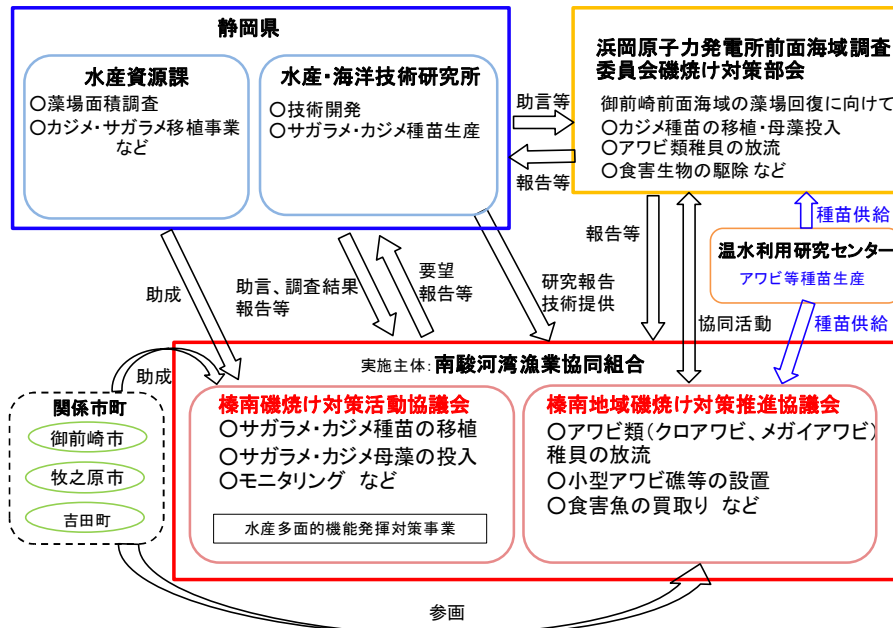 静岡県
水産資源課
○藻場面積調査
○カジメ・サガラメ移植事業
など
水産・海洋技術研究所
○技術開発
○サガラメ・カジメ種苗生産
助言等
報告等
浜岡原子力発電所前面海域調査
委員会磯焼け対策部会
御前崎前面海域の藻場回復に向けて
○カジメ種苗の移植・母藻投入
○アワビ類稚貝の放流
○食害生物の駆除など
種苗供給
温水利用研究センター
アワビ等種苗生産
種苗供給
助成
助言、調査結果
報告等
要望
報告等
研究報告
技術提供
報告等
協同活動
実施主体:南駿河湾漁業協同組合
助成
関係市町
御前崎市
牧之原市
吉田町
榛南磯焼け対策活動協議会
○サガラメ・カジメ種苗の移植
○サガラメ・カジメ母藻の投入
○モニタリング など
水産多面的機能発揮対策事業
榛南地域磯焼け対策推進協議会
○アワビ類(クロアワビ、メガイアワビ)
稚貝の放流
○小型アワビ礁等の設置
○食害魚の買取り など
参画